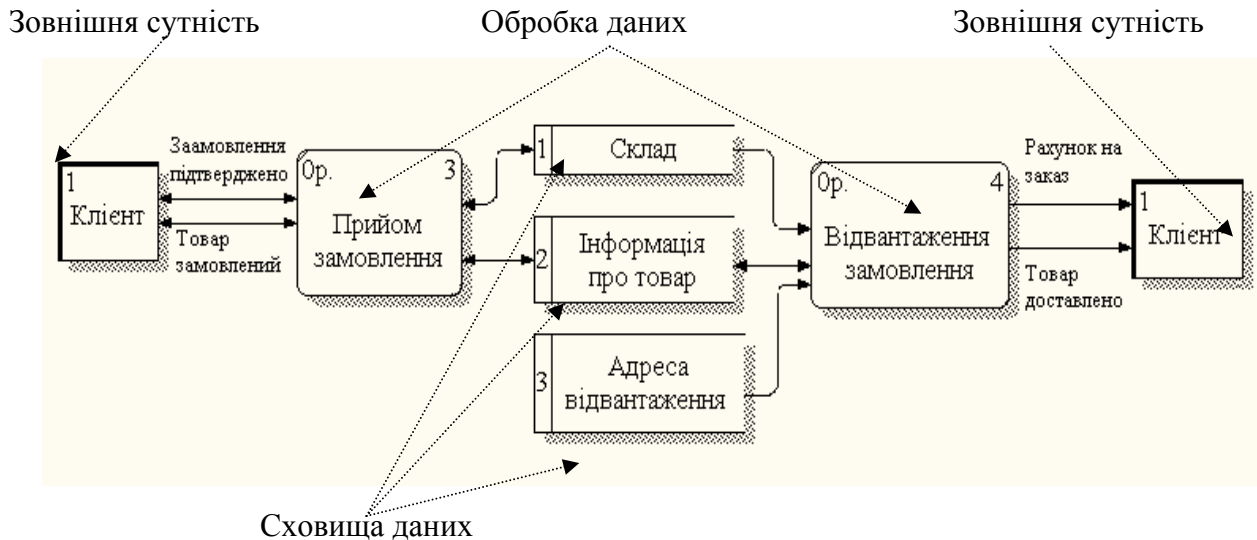 Зовнішня сутність
Обробка даних
Зовнішня сутність
1
Клієнт
Заамовлення
підтверджено
Товар
замовлений
0р.
3
Прийом
замовлення
1
Склад
2
Інформація
про товар
3
Адреса
відвантаження
0р.
4
Відвантаження
замовлення
Рахунок на
заказ
Товар
доставлено
1
Клієнт
Сховища даних